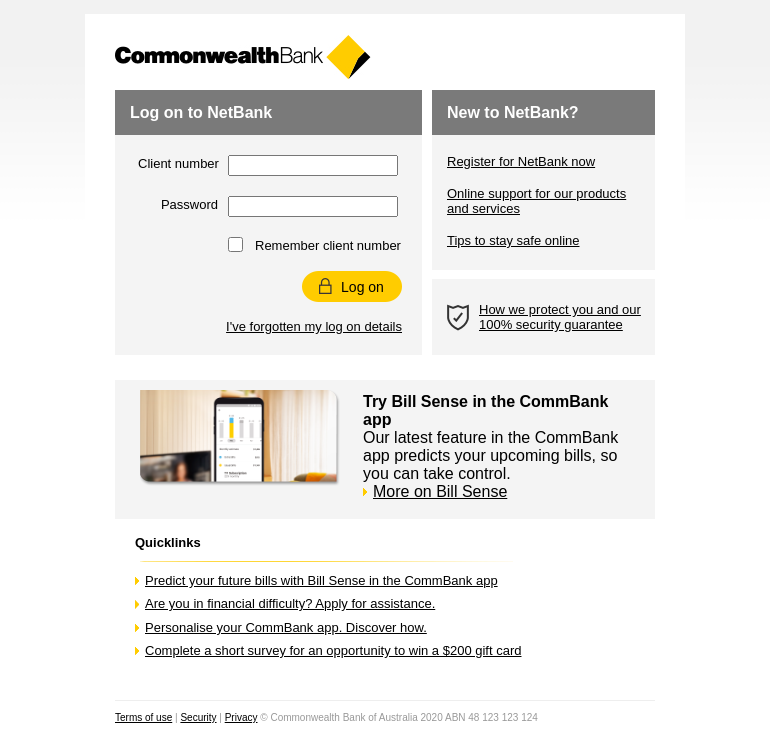 CommonwealthBank
Log on to NetBank
Client number
Password
Remember client number
Log on
I've forgotten my log on details
New to NetBank?
Register for NetBank now
Online support for our products
and services
Tips to stay safe online
How we protect you and our
100% security guarantee
Try Bill Sense in the CommBank
app
Our latest feature in the CommBank
app predicts your upcoming bills, so
you can take control.
More on Bill Sense
Quicklinks
Predict your future bills with Bill Sense in the CommBank app
Are you in financial difficulty? Apply for assistance.
Personalise your CommBank app. Discover how.
Complete a short survey for an opportunity to win a $200 gift card
Terms of use | Security | Privacy © Commonwealth Bank of Australia 2020 ABN 48 123 123 124